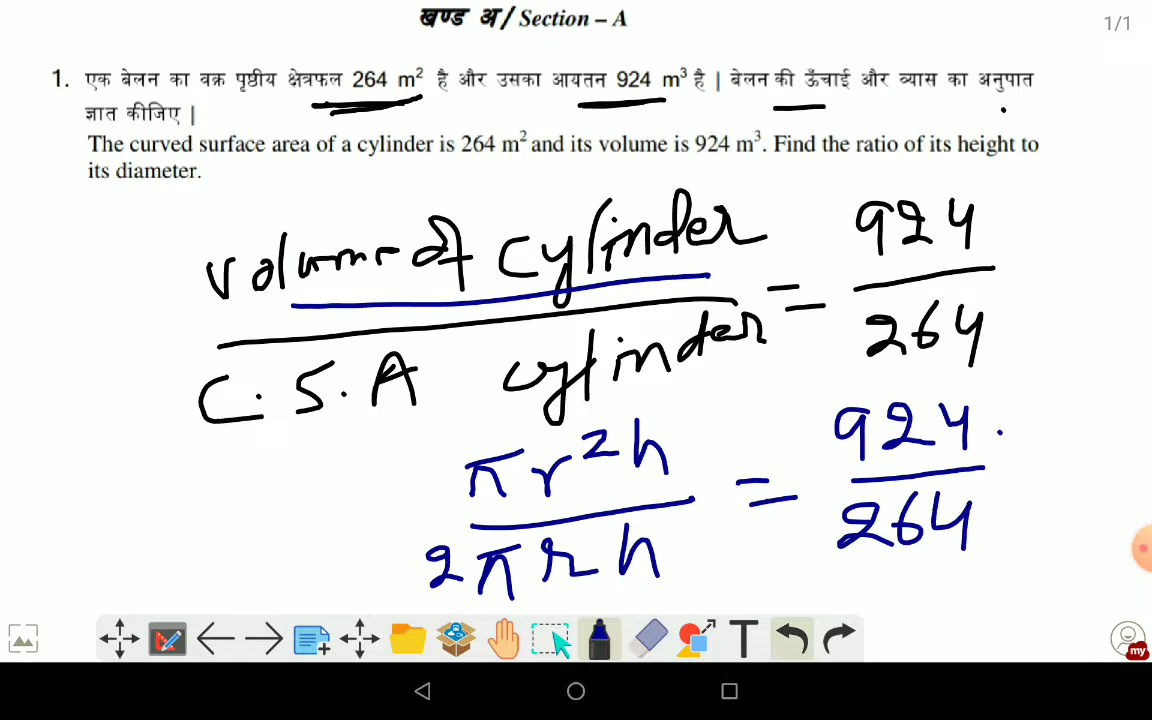 खण्ड अ / Section – A
1/1
1. एक बेलन का वक्र पृष्ठीय क्षेत्रफल 264 m² है और उसका आयतन 924 m³ है | बेलन की ऊँचाई और व्यास का अनुपात
ज्ञात कीजिए |
The curved surface area of a cylinder is 264 m² and its volume is 924 m³. Find the ratio of its height to
its diameter.
volume of cylinder / C.S.A cylinder = 924 / 264
πr²h / 2πrh = 924 / 264
T
my